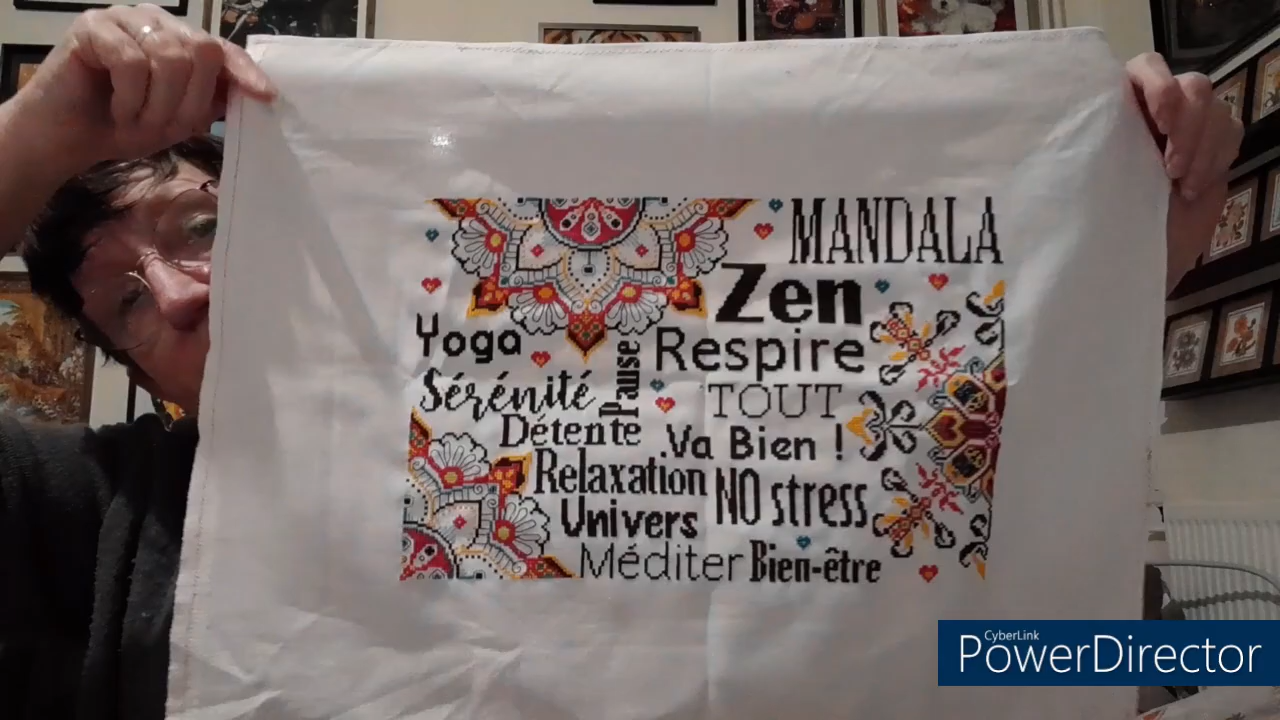 MANDALA
Zen
Yoga
Pause
Respire
Sérénité
TOUT
Détente
Va Bien !
Relaxation
NO stress
Univers
Méditer
Bien-être
CyberLink
PowerDirector